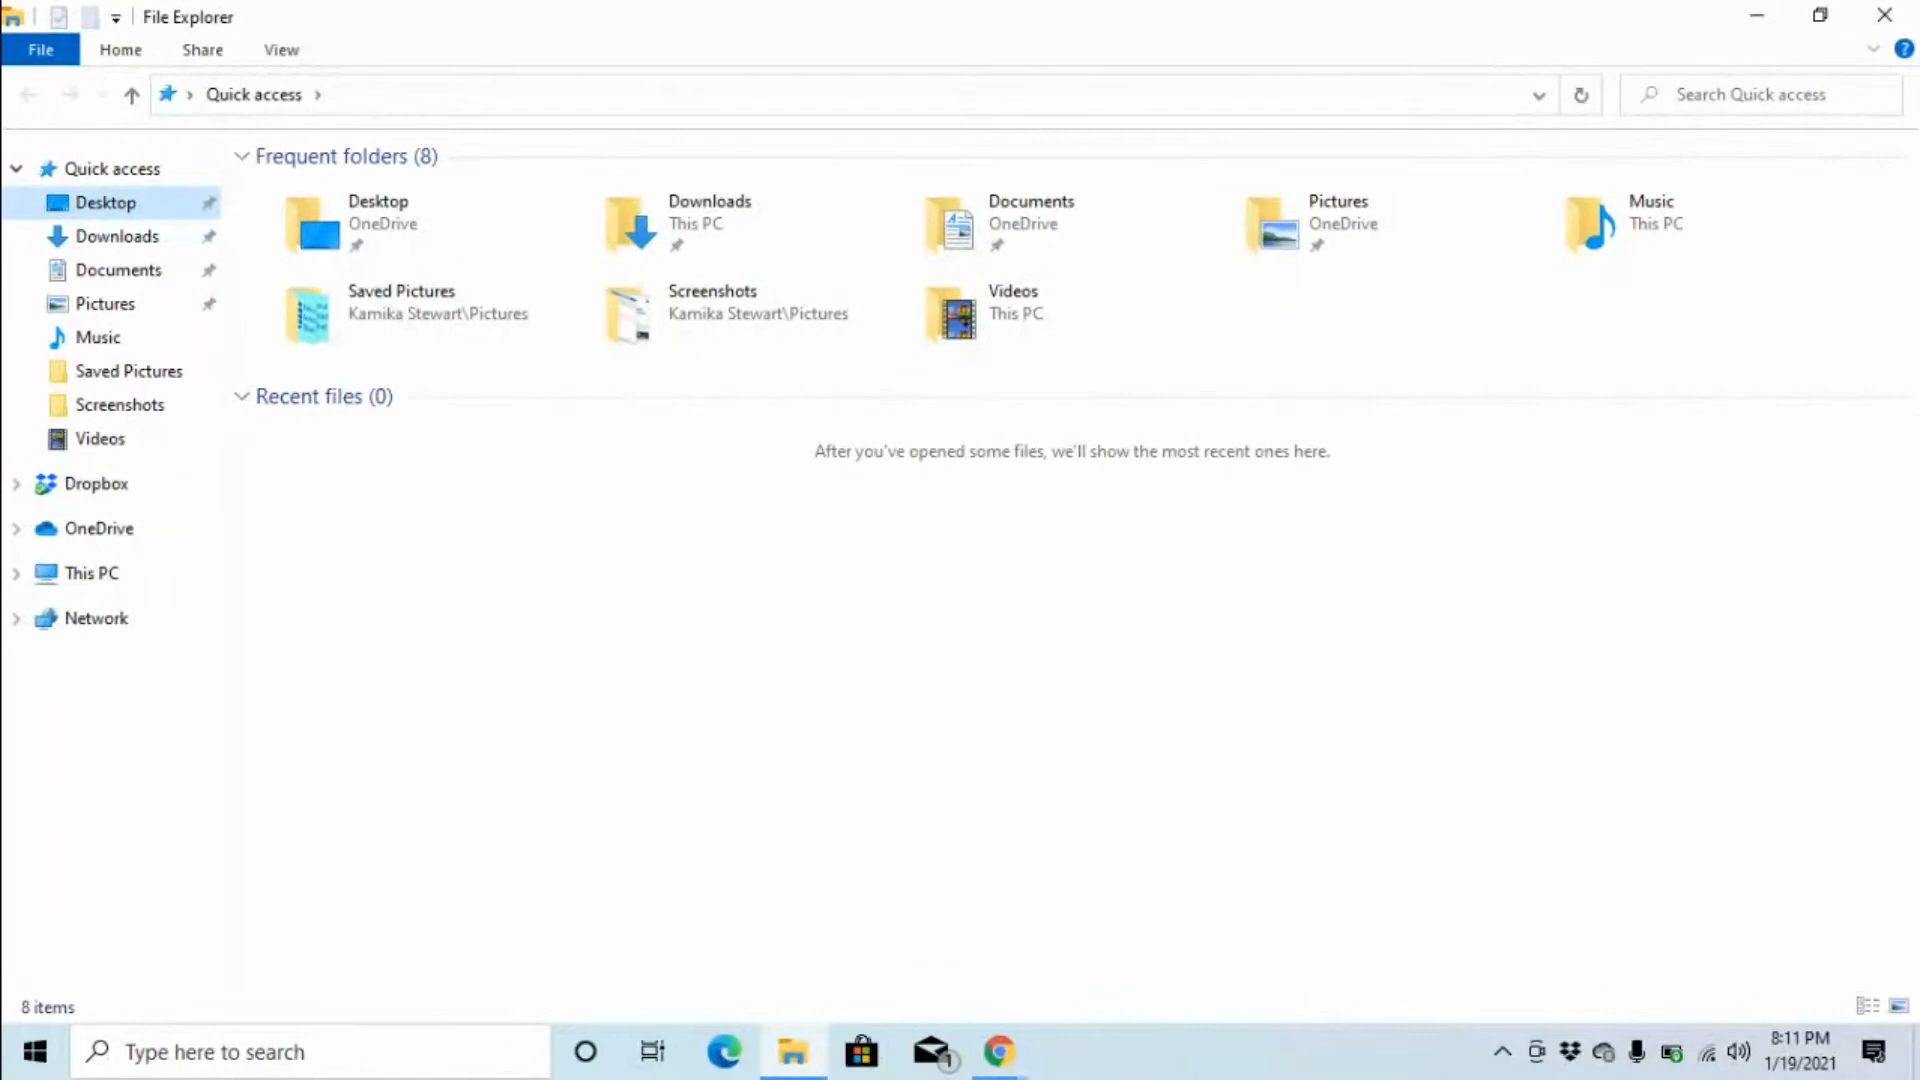 File Explorer
File Home Share View
Quick access
Search Quick access
Quick access
Desktop
Downloads
Documents
Pictures
Music
Saved Pictures
Screenshots
Videos
Dropbox
OneDrive
This PC
Network
Frequent folders (8)
Desktop
OneDrive
Downloads
This PC
Documents
OneDrive
Pictures
OneDrive
Music
This PC
Saved Pictures
Kamika Stewart\Pictures
Screenshots
Kamika Stewart\Pictures
Videos
This PC
Recent files (0)
After you've opened some files, we'll show the most recent ones here.
8 items
Type here to search
1
8:11 PM
1/19/2021